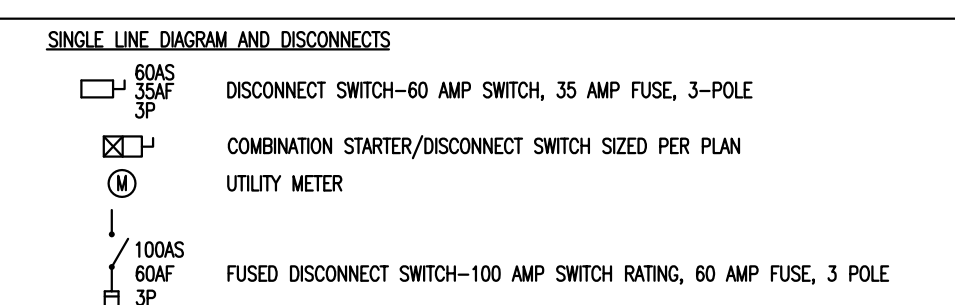 SINGLE LINE DIAGRAM AND DISCONNECTS
60AS
35AF
3P
DISCONNECT SWITCH-60 AMP SWITCH, 35 AMP FUSE, 3-POLE
COMBINATION STARTER/DISCONNECT SWITCH SIZED PER PLAN
M
UTILITY METER
100AS
60AF
3P
FUSED DISCONNECT SWITCH-100 AMP SWITCH RATING, 60 AMP FUSE, 3 POLE